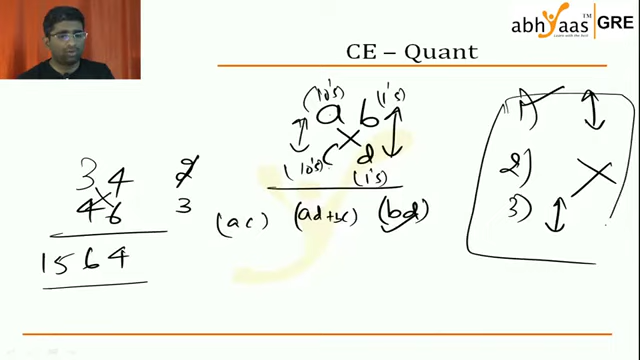 abhyaas™ GRE
Learn with the best
CE – Quant
(10's) (1's)
a b
c d
(10's) (1's)
(ac) (ad+bc) (bd)
34 2
46 3
1564
1)
2)
3)